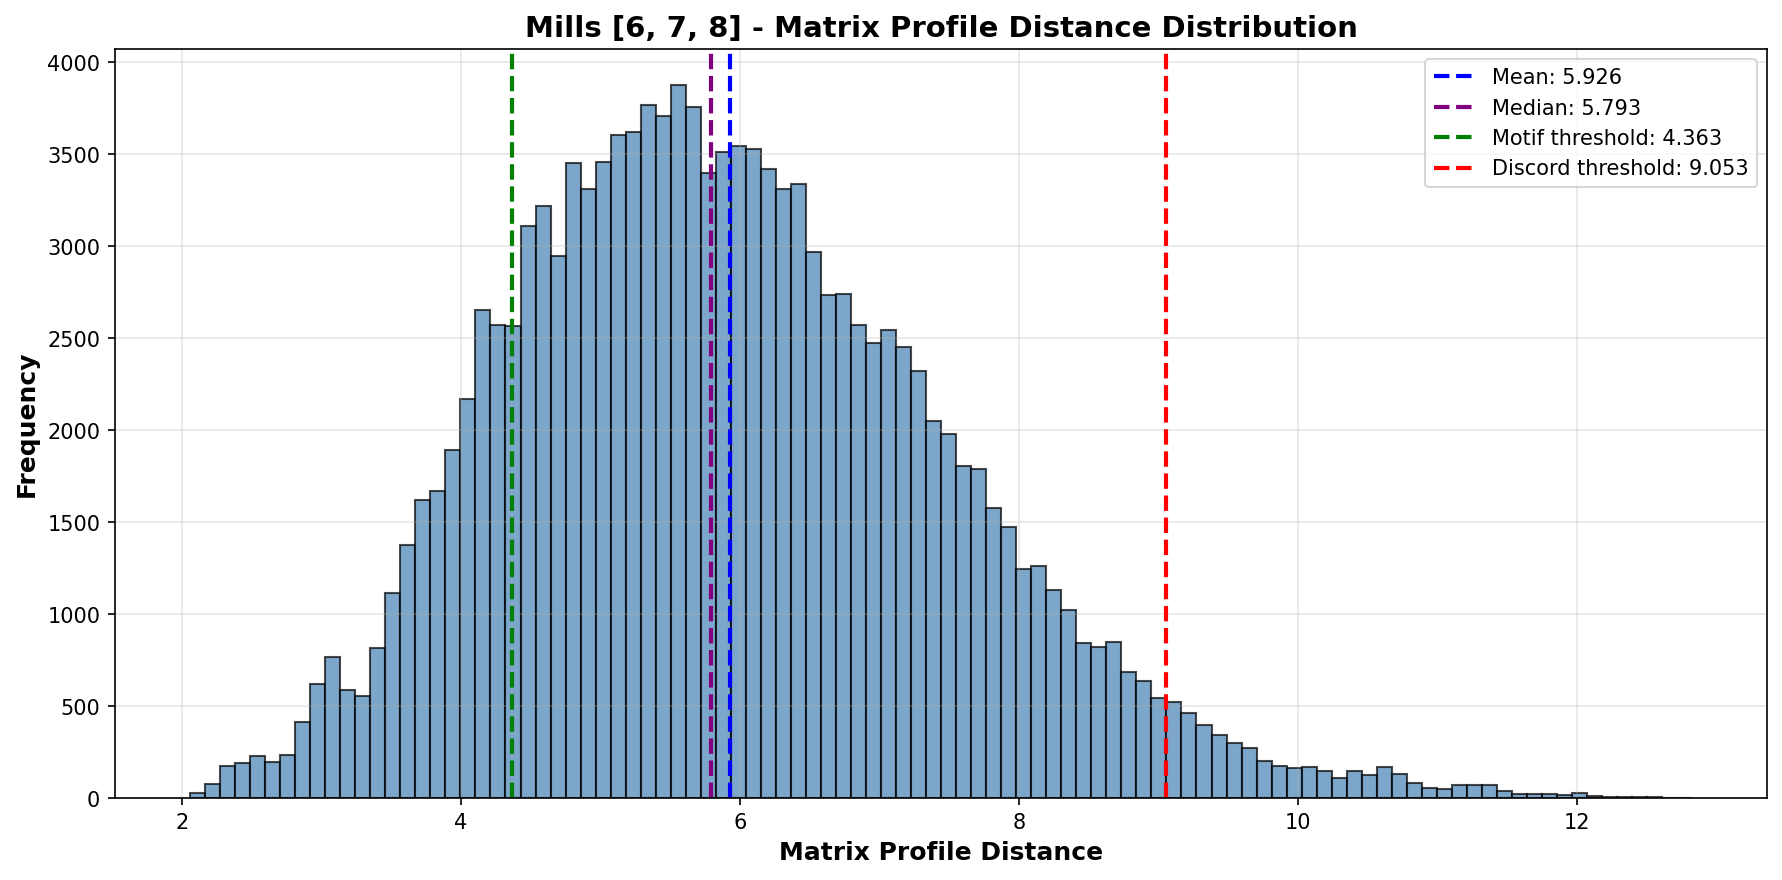 Mills [6, 7, 8] - Matrix Profile Distance Distribution
Mean: 5.926
Median: 5.793
Motif threshold: 4.363
Discord threshold: 9.053
Frequency
4000
3500
3000
2500
2000
1500
1000
500
0
2 4 6 8 10 12
Matrix Profile Distance